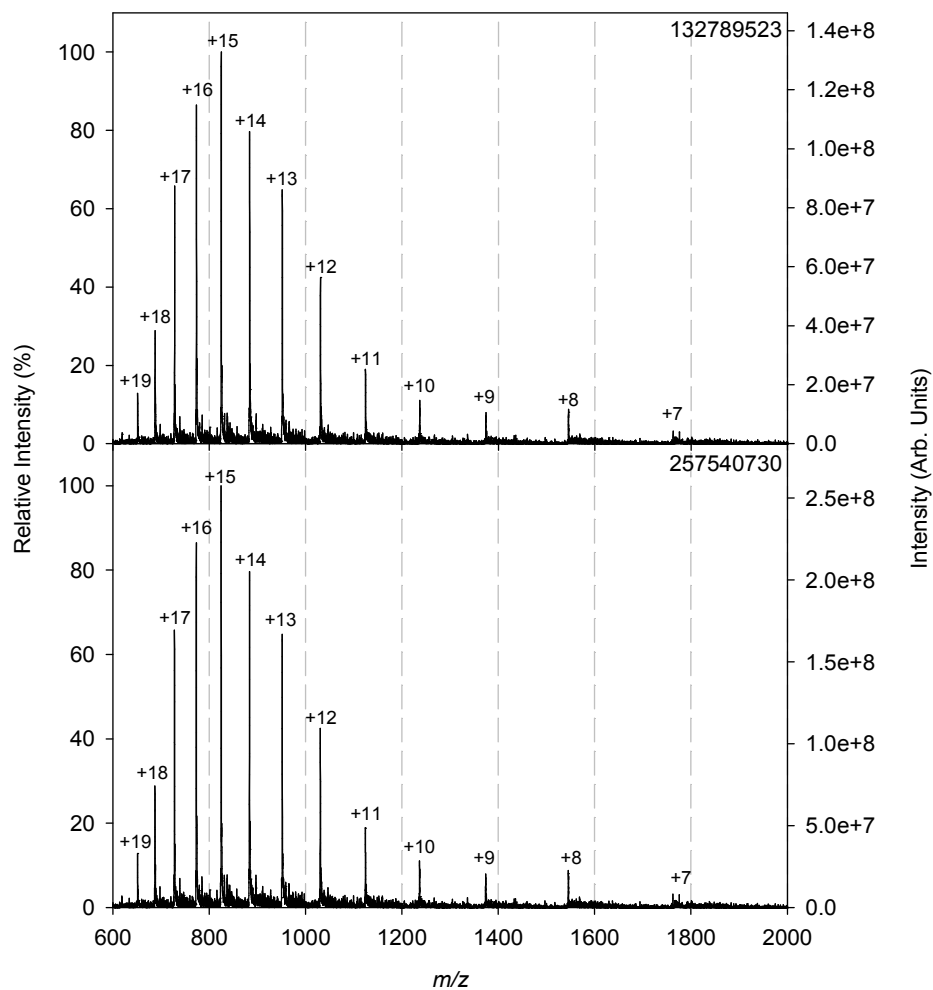 132789523
1.4e+8
100
+15
1.2e+8
+16
80
+14
1.0e+8
+17
+13
8.0e+7
60
6.0e+7
40
+12
+18
4.0e+7
20
+11
2.0e+7
+19
+10
+9
+8
+7
0
0.0
257540730
100
+15
2.5e+8
+16
80
+14
2.0e+8
+17
+13
60
1.5e+8
40
+12
1.0e+8
+18
20
+11
5.0e+7
+19
+10
+9
+8
+7
0
0.0
600 800 1000 1200 1400 1600 1800 2000
m/z
Relative Intensity (%)
Intensity (Arb. Units)